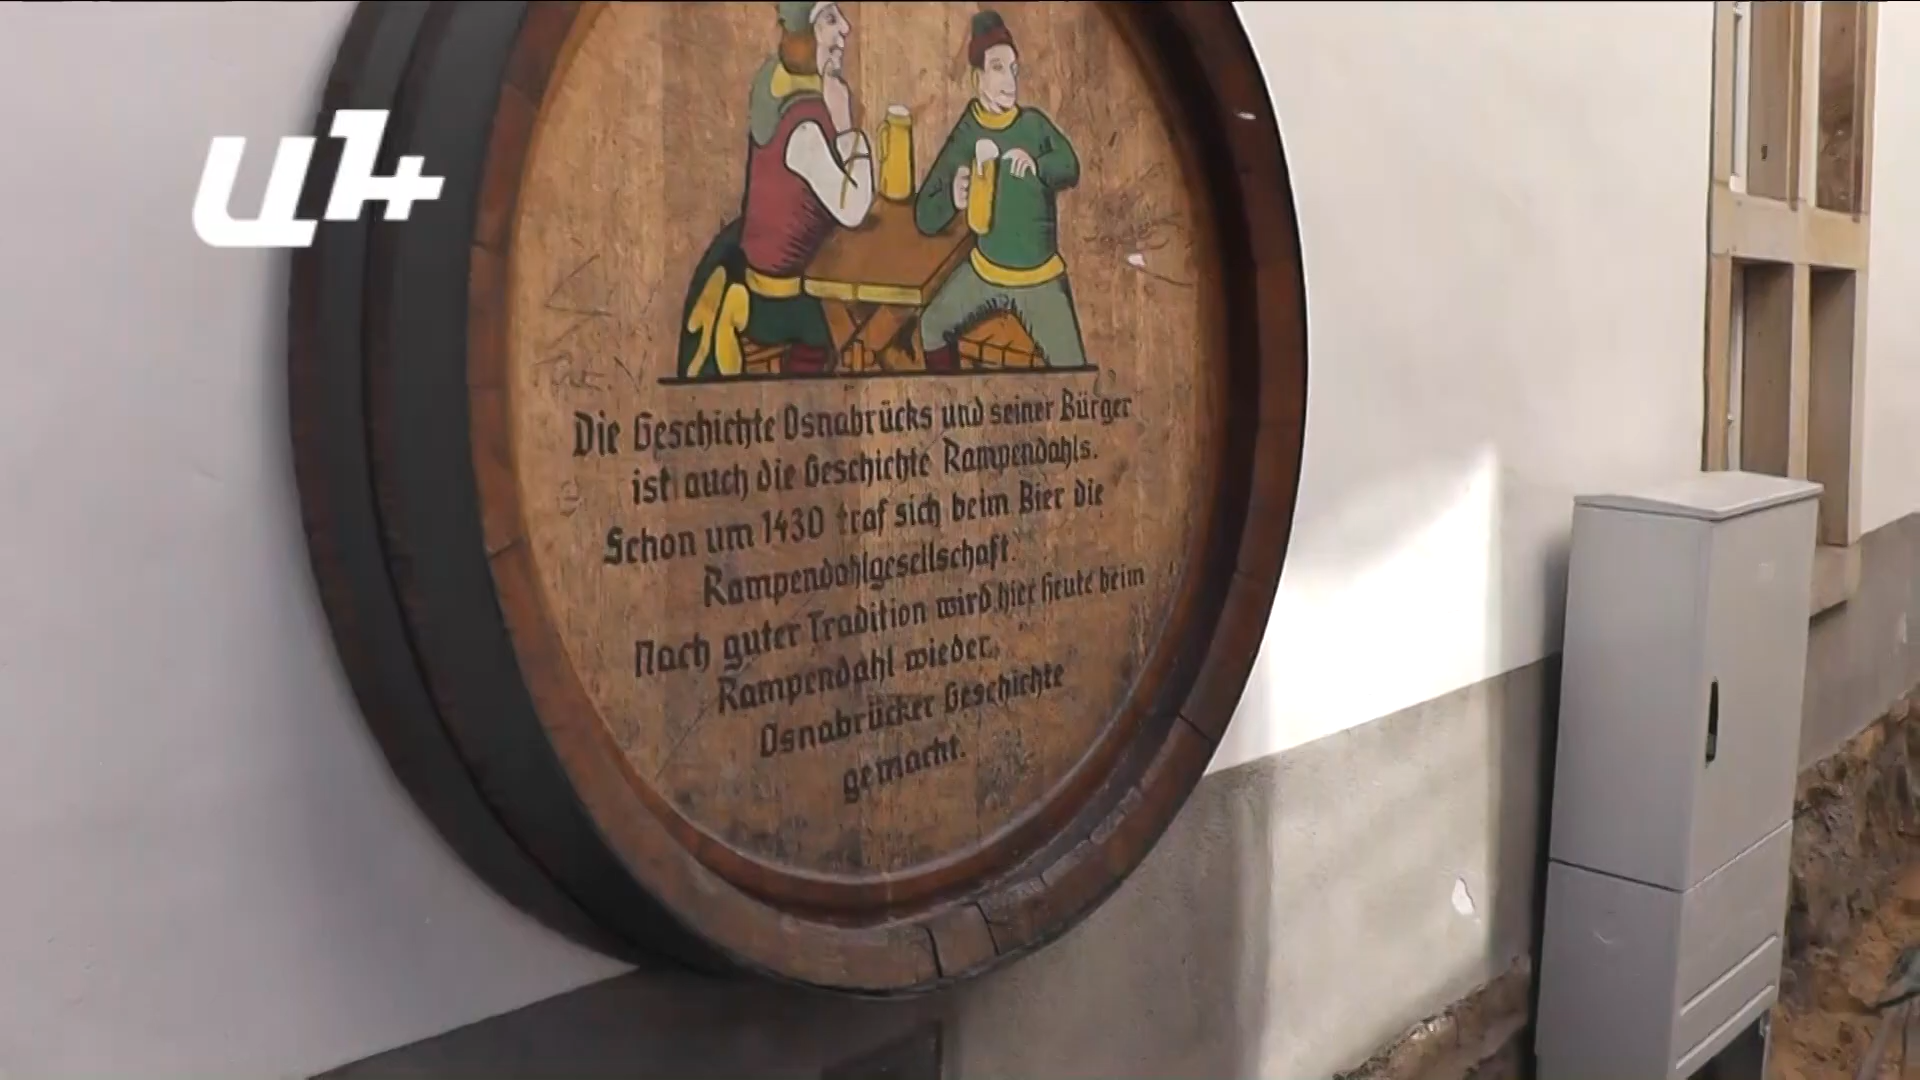 ш1+
Die Geschichte Osnabrücks und seiner Bürger
ist auch die Geschichte Rampendahls.
Schon um 1430 traf sich beim Bier die
Rampendahlgesellschaft.
Nach guter Tradition wird hier heute beim
Rampendahl wieder
Osnabrücker Geschichte
gemacht.